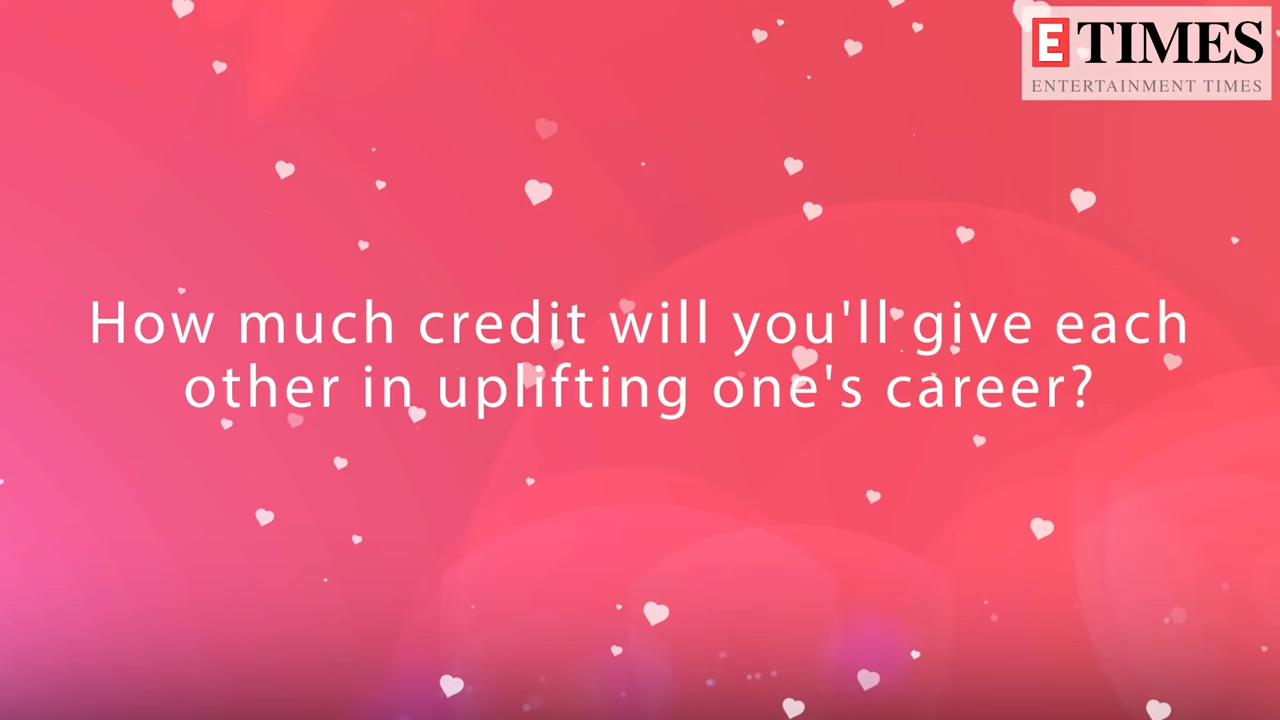 E TIMES
ENTERTAINMENT TIMES
How much credit will you'll give each
other in uplifting one's career?